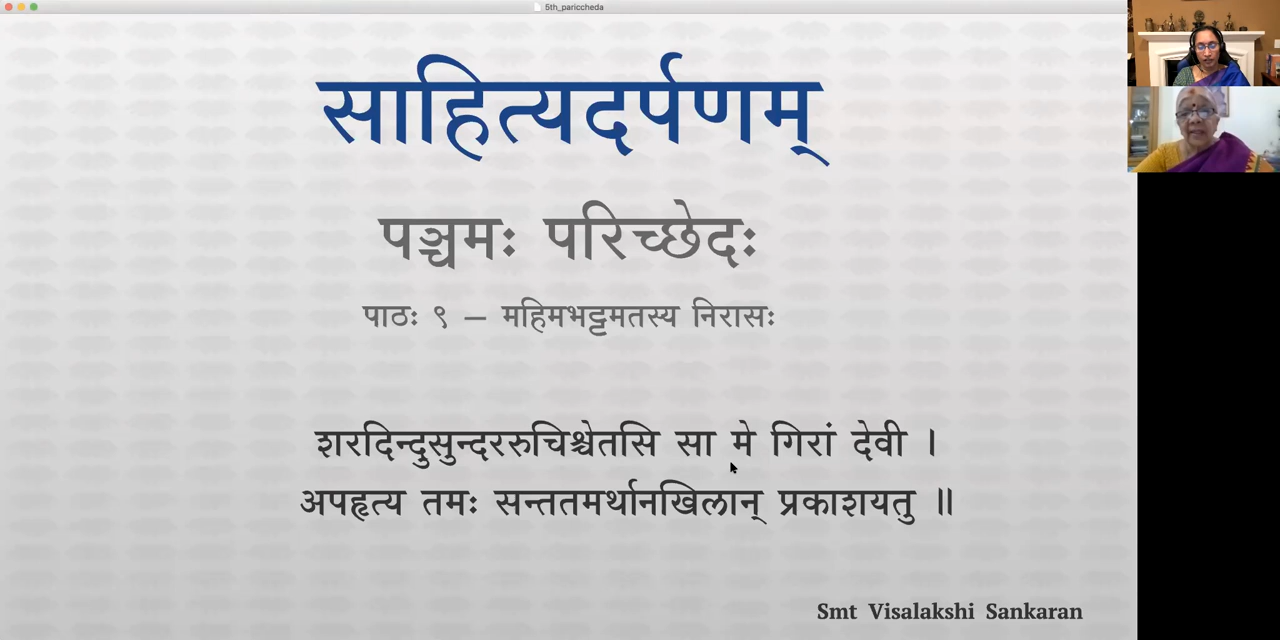 5th_pariccheda
साहित्यदर्पणम्
पञ्चमः परिच्छेदः
पाठः ९ – महिमभट्टमतस्य निरासः
शरदिन्दुसुन्दररुचिश्चेतसि सा मे गिरां देवी ।
अपहृत्य तमः सन्ततमर्थानखिलान् प्रकाशयतु ॥
Smt Visalakshi Sankaran